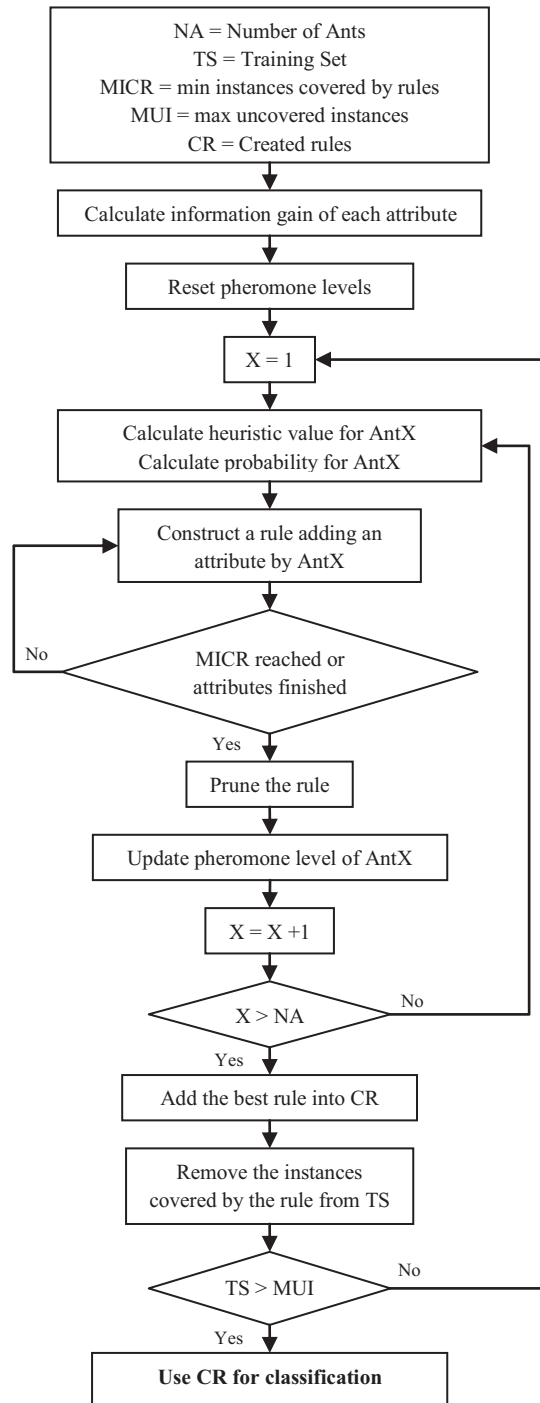 NA = Number of Ants
TS = Training Set
MICR = min instances covered by rules
MUI = max uncovered instances
CR = Created rules
Calculate information gain of each attribute
Reset pheromone levels
X = 1
Calculate heuristic value for AntX
Calculate probability for AntX
Construct a rule adding an
attribute by AntX
No
MICR reached or
attributes finished
Yes
Prune the rule
Update pheromone level of AntX
X = X +1
X > NA
No
Yes
Add the best rule into CR
Remove the instances
covered by the rule from TS
TS > MUI
No
Yes
Use CR for classification